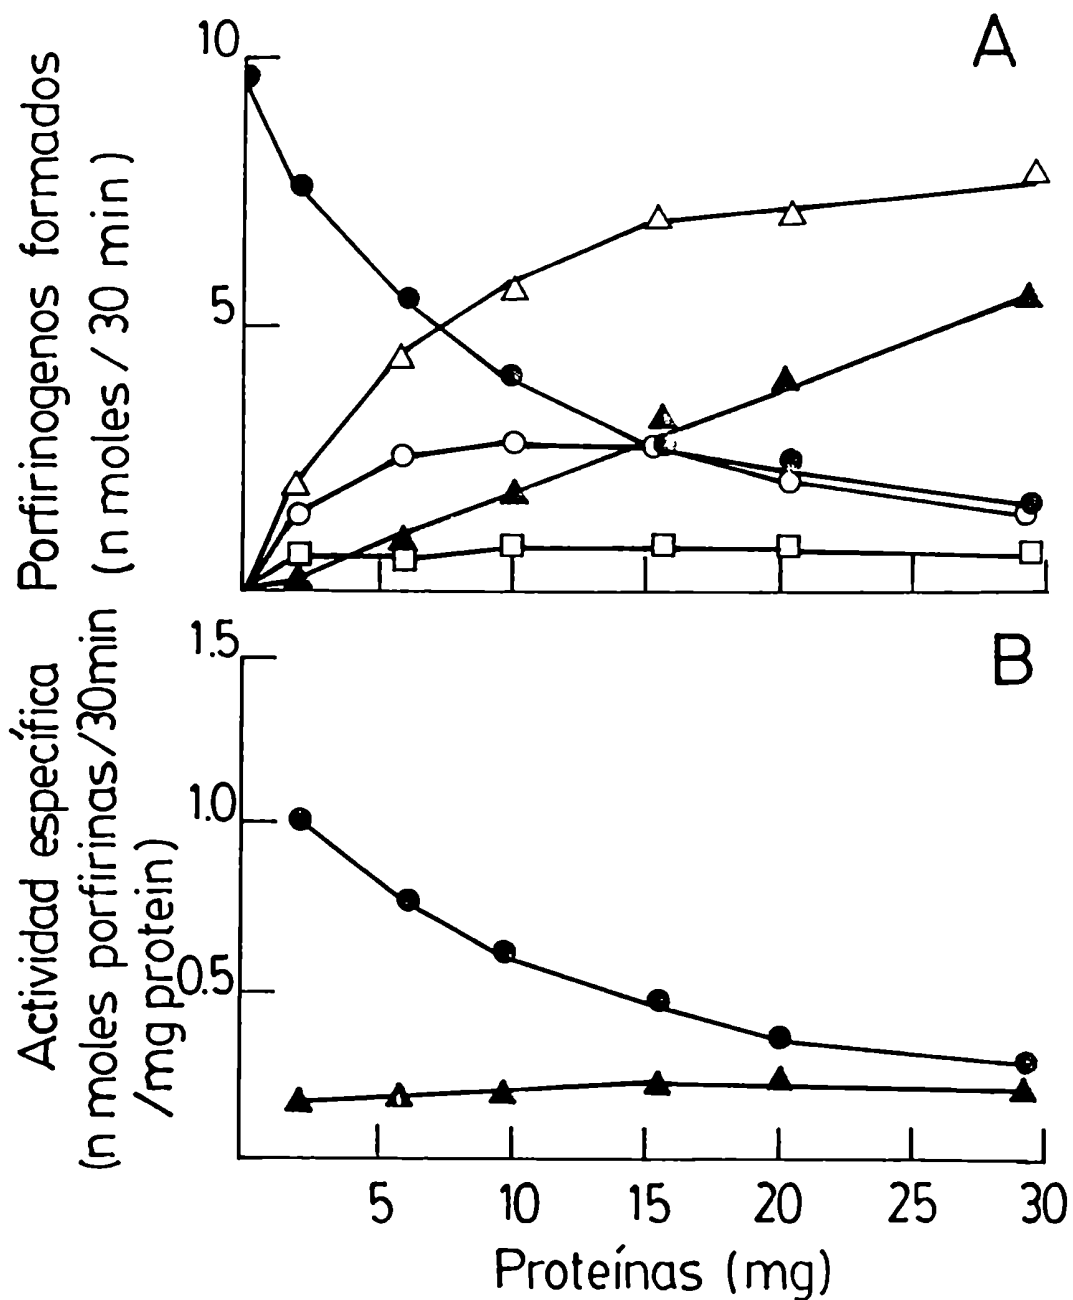 A
10
5
Porfirinogenos formados
(n moles / 30 min )
B
1.5
1.0
0.5
Actividad específica
(n moles porfirinas/30min
/mg protein)
5 10 15 20 25 30
Proteínas (mg)